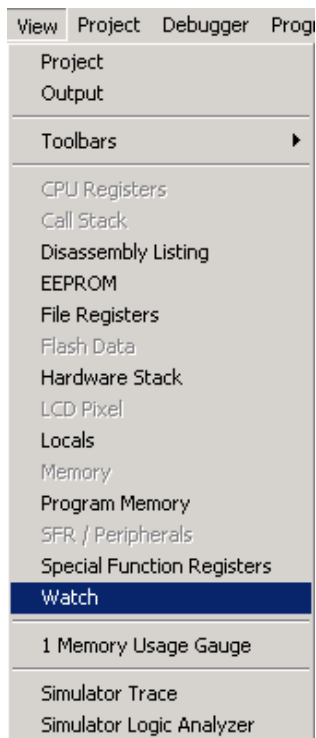 View Project Debugger
Project
Output
Toolbars
CPU Registers
Call Stack
Disassembly Listing
EEPROM
File Registers
Flash Data
Hardware Stack
LCD Pixel
Locals
Memory
Program Memory
SFR / Peripherals
Special Function Registers
Watch
1 Memory Usage Gauge
Simulator Trace
Simulator Logic Analyzer